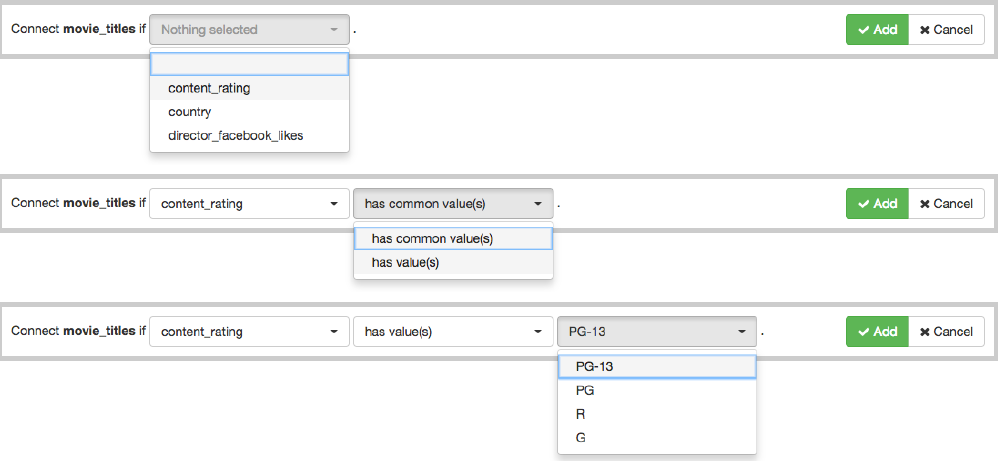 Connect movie_titles if Nothing selected . Add Cancel
content_rating
country
director_facebook_likes
Connect movie_titles if content_rating has common value(s) . Add Cancel
has common value(s)
has value(s)
Connect movie_titles if content_rating has value(s) PG-13 . Add Cancel
PG-13
PG
R
G